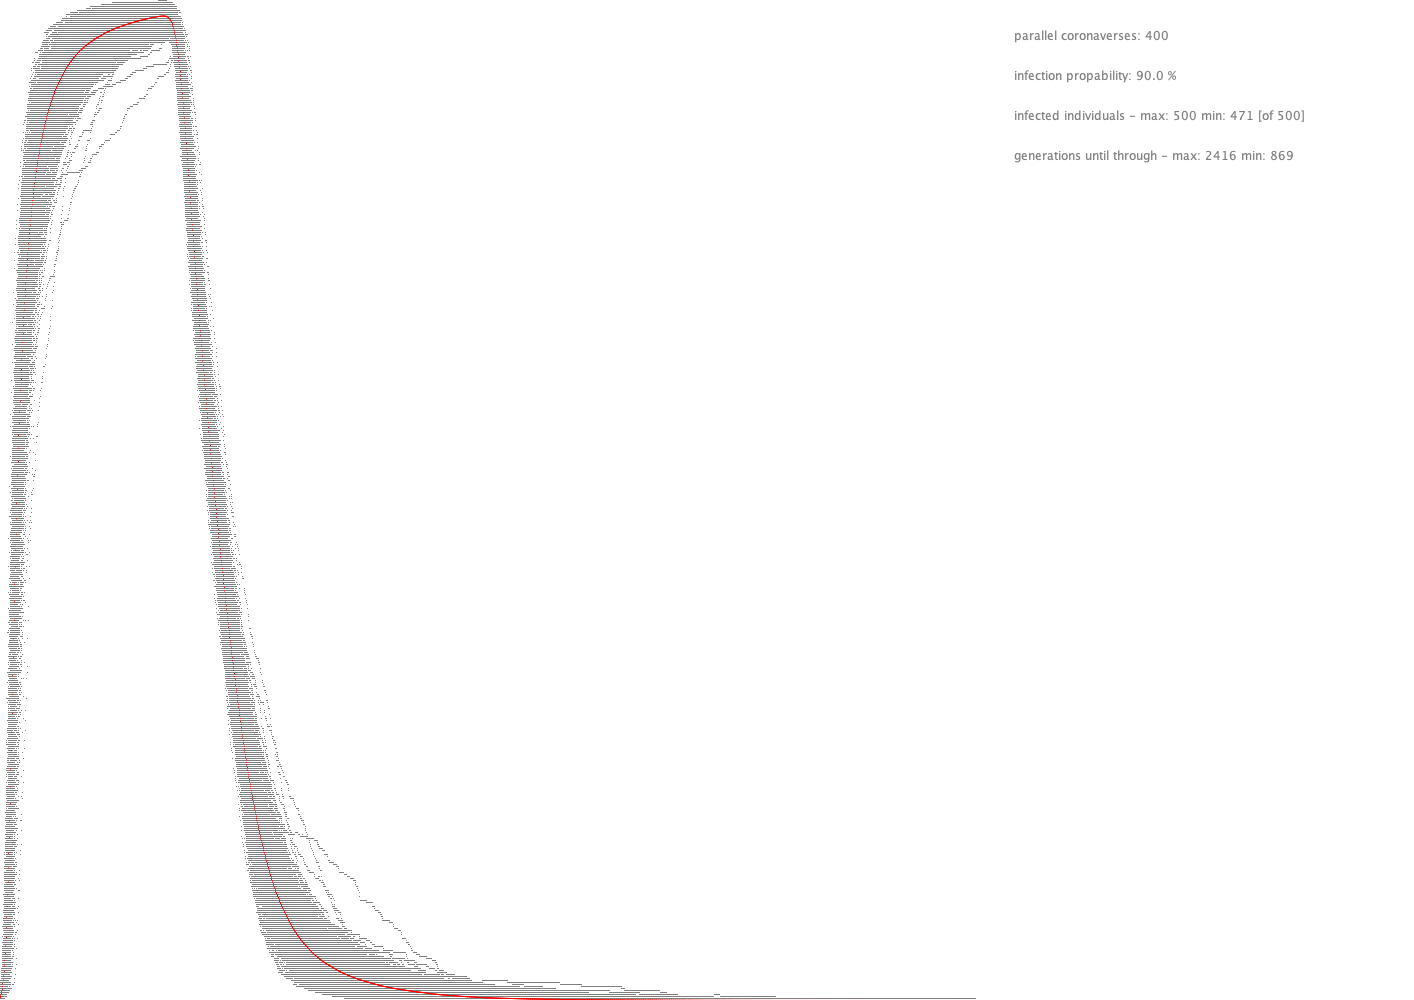 parallel coronaverses: 400
infection propability: 90.0 %
infected individuals – max: 500 min: 471 [of 500]
generations until through – max: 2416 min: 869